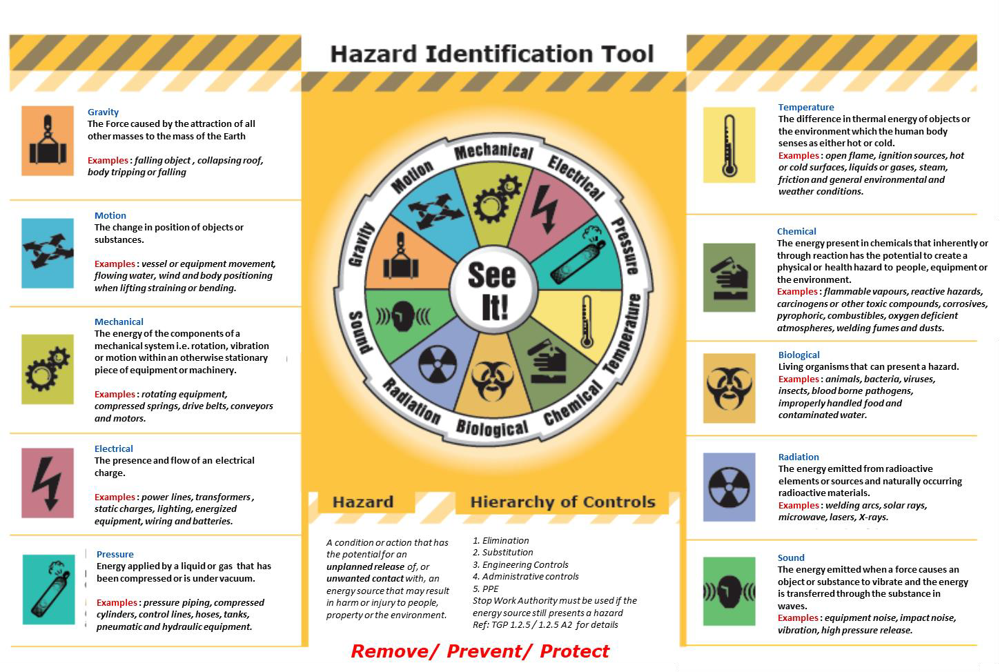 Hazard Identification Tool
Gravity
The Force caused by the attraction of all
other masses to the mass of the Earth
Examples : falling object , collapsing roof,
body tripping or falling
Motion
The change in position of objects or
substances.
Examples : vessel or equipment movement,
flowing water, wind and body positioning
when lifting straining or bending.
Mechanical
The energy of the components of a
mechanical system i.e. rotation, vibration
or motion within an otherwise stationary
piece of equipment or machinery.
Examples : rotating equipment,
compressed springs, drive belts, conveyors
and motors.
Electrical
The presence and flow of an electrical
charge.
Examples : power lines, transformers ,
static charges, lighting, energized
equipment, wiring and batteries.
Pressure
Energy applied by a liquid or gas that has
been compressed or is under vacuum.
Examples : pressure piping, compressed
cylinders, control lines, hoses, tanks,
pneumatic and hydraulic equipment.
Mechanical
Electrical
Pressure
Temperature
Chemical
Biological
Radiation
Sound
Gravity
Motion
See
It!
Hazard
A condition or action that has
the potential for an
unplanned release of, or
unwanted contact with, an
energy source that may result
in harm or injury to people,
property or the environment.
Hierarchy of Controls
1. Elimination
2. Substitution
3. Engineering Controls
4. Administrative controls
5. PPE
Stop Work Authority must be used if the
energy source still presents a hazard
Ref: TGP 1.2.5 / 1.2.5 A2 for details
Remove/ Prevent/ Protect
Temperature
The difference in thermal energy of objects or
the environment which the human body
senses as either hot or cold.
Examples : open flame, ignition sources, hot
or cold surfaces, liquids or gases, steam,
friction and general environmental and
weather conditions.
Chemical
The energy present in chemicals that inherently or
through reaction has the potential to create a
physical or health hazard to people, equipment or
the environment.
Examples : flammable vapours, reactive hazards,
carcinogens or other toxic compounds, corrosives,
pyrophoric, combustibles, oxygen deficient
atmospheres, welding fumes and dusts.
Biological
Living organisms that can present a hazard.
Examples : animals, bacteria, viruses,
insects, blood borne pathogens,
improperly handled food and
contaminated water.
Radiation
The energy emitted from radioactive
elements or sources and naturally occurring
radioactive materials.
Examples : welding arcs, solar rays,
microwave, lasers, X-rays.
Sound
The energy emitted when a force causes an
object or substance to vibrate and the energy
is transferred through the substance in
waves.
Examples : equipment noise, impact noise,
vibration, high pressure release.